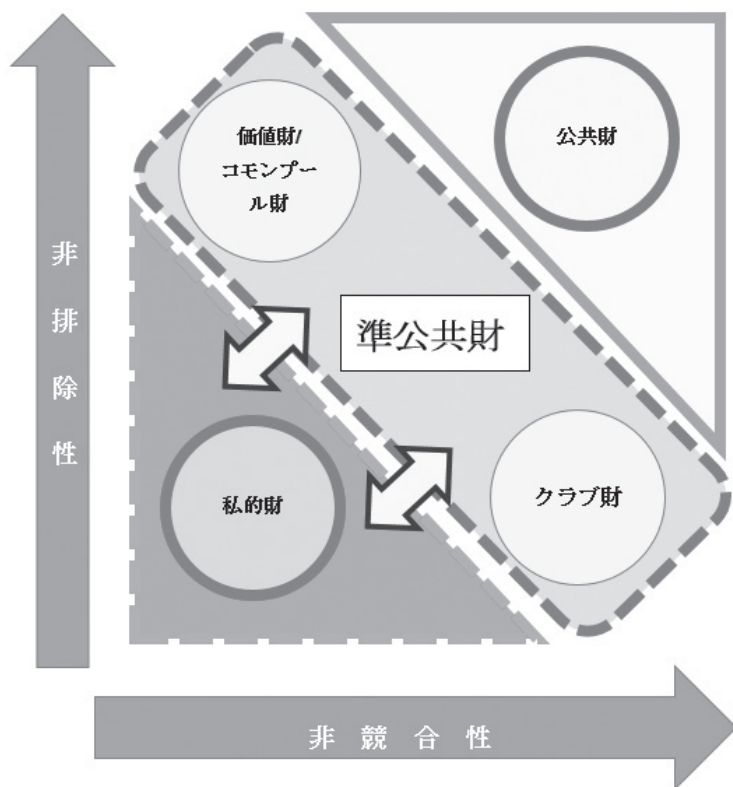 価値財/
コモンプー
ル財
公共財
非排除性
準公共財
私的財
クラブ財
非競合性